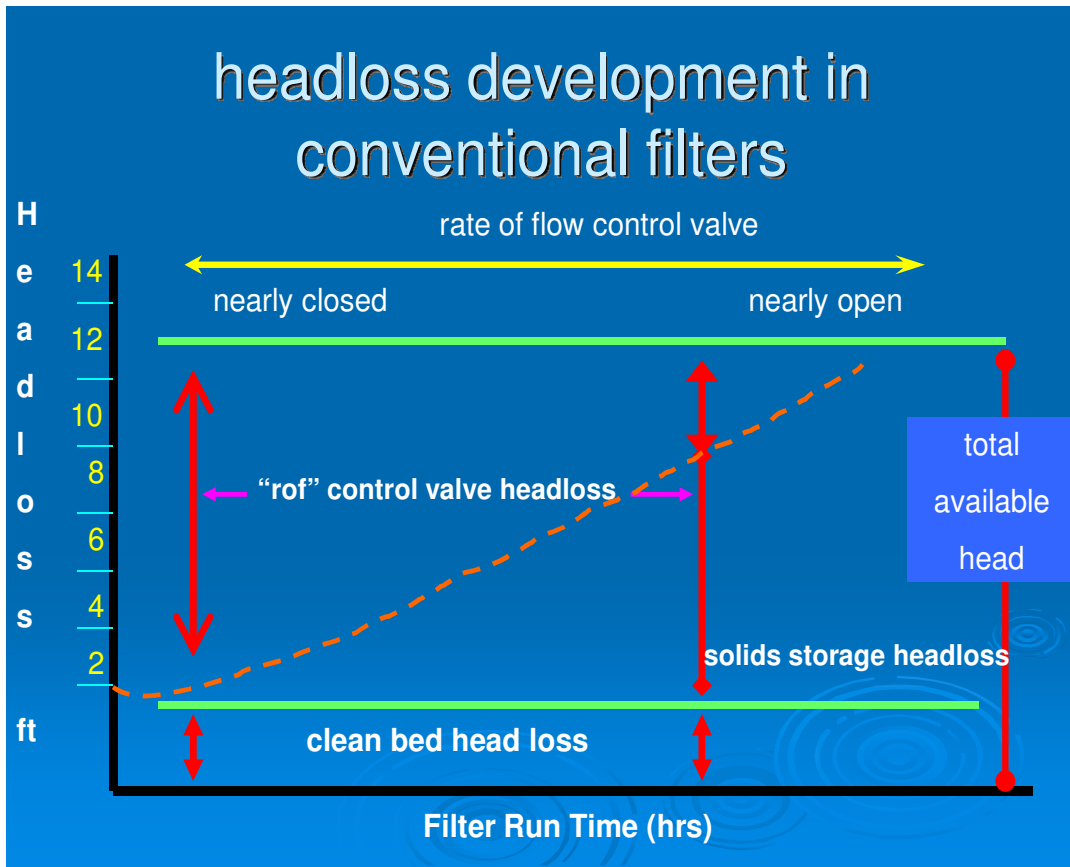 headloss development in
conventional filters
H
e
a
d
l
o
s
s
ft
rate of flow control valve
nearly closed
nearly open
14
12
10
8
6
4
2
"rof" control valve headloss
total
available
head
solids storage headloss
clean bed head loss
Filter Run Time (hrs)